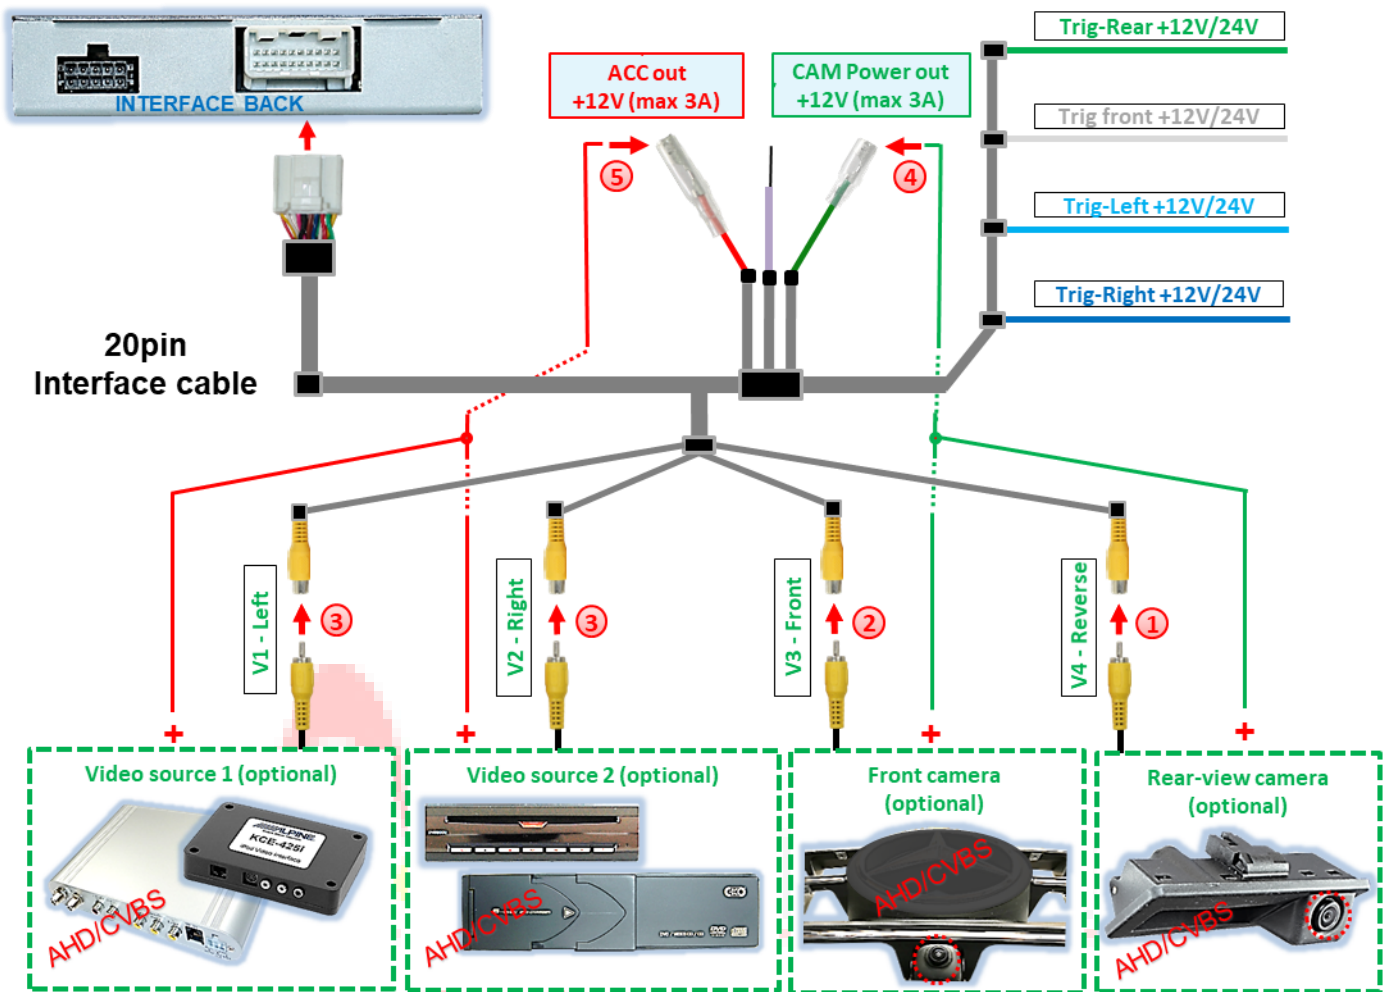 INTERFACE BACK
ACC out
+12V (max 3A)
CAM Power out
+12V (max 3A)
Trig-Rear +12V/24V
Trig front +12V/24V
Trig-Left +12V/24V
Trig-Right +12V/24V
5
4
20pin
Interface cable
V1 - Left
3
V2 - Right
3
V3 - Front
2
V4 - Reverse
1
+
+
+
+
Video source 1 (optional)
ALPINE
KCE-425i
iPod Video Interface
AHD/CVBS
Video source 2 (optional)
AHD/CVBS
Front camera
(optional)
AHD/CVBS
Rear-view camera
(optional)
AHD/CVBS